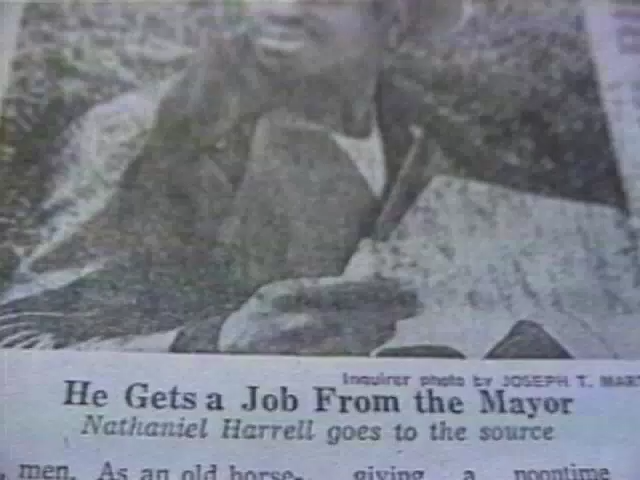 Inquirer photo by JOSEPH T. MART
He Gets a Job From the Mayor
Nathaniel Harrell goes to the source
men. As an old horse, giving a noontime